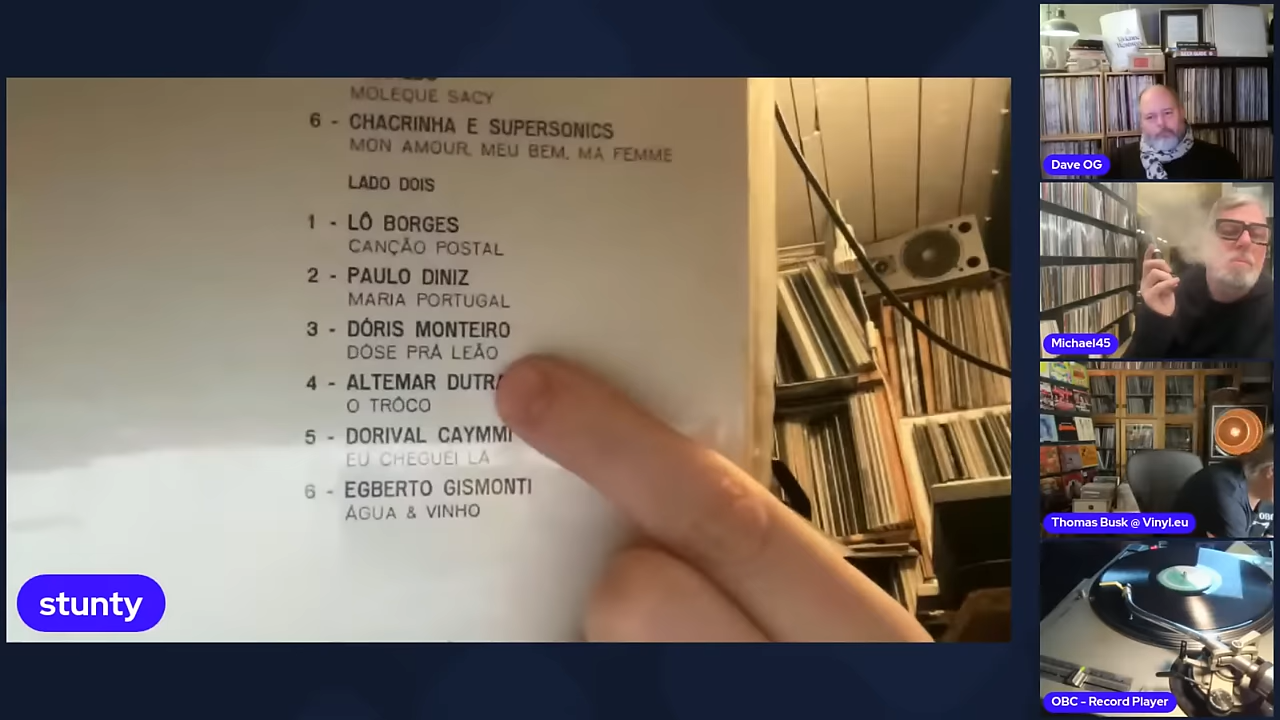 MOLEQUE SACY
6 - CHACRINHA E SUPERSONICS
MON AMOUR, MEU BEM, MA FEMME
LADO DOIS
1 - LÔ BORGES
CANÇÃO POSTAL
2 - PAULO DINIZ
MARIA PORTUGAL
3 - DÓRIS MONTEIRO
DÓSE PRÁ LEÃO
4 - ALTEMAR DUTRA
O TRÔCO
5 - DORIVAL CAYMMI
EU CHEGUEI LÁ
6 - EGBERTO GISMONTI
ÁGUA & VINHO
stunty
Dave OG
Michael45
Thomas Busk @ Vinyl.eu
OBC - Record Player